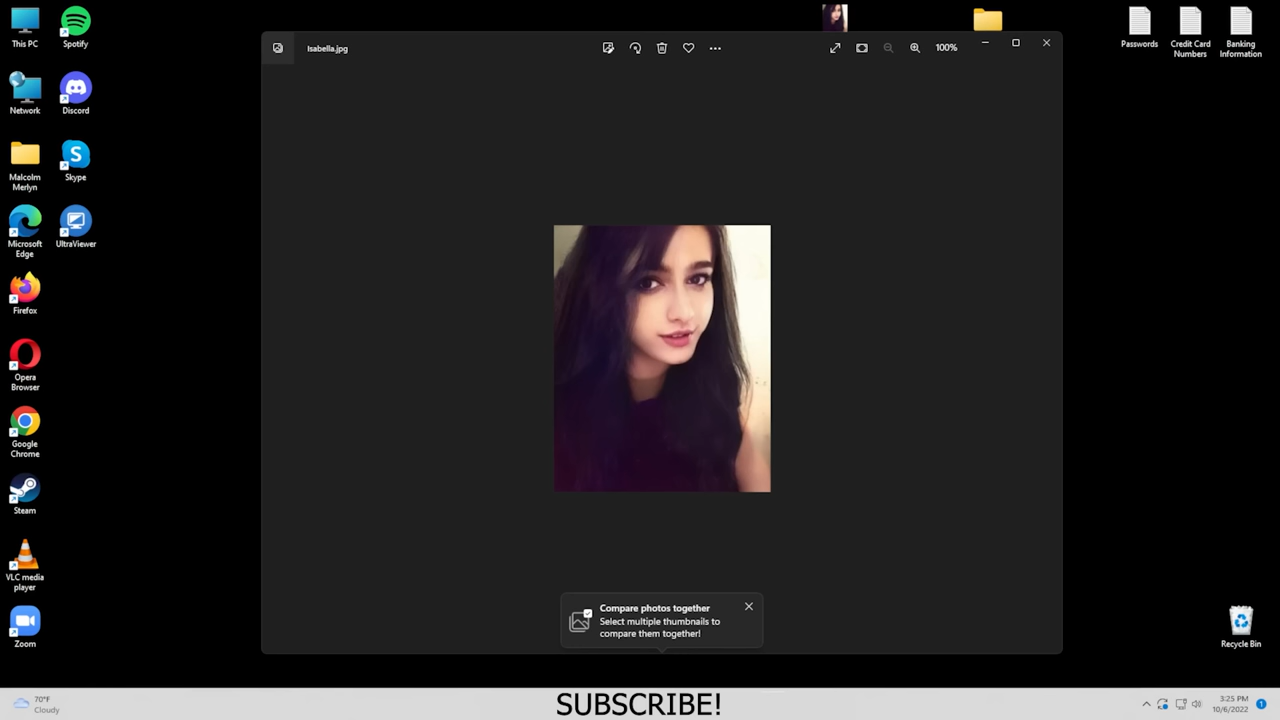 This PC
Spotify
Network
Discord
Malcolm
Merlyn
Skype
Microsoft
Edge
UltraViewer
Firefox
Opera
Browser
Google
Chrome
Steam
VLC media
player
Zoom
Isabella.jpg
100%
Passwords
Credit Card
Numbers
Banking
Information
Compare photos together
Select multiple thumbnails to
compare them together!
Recycle Bin
70°F
Cloudy
SUBSCRIBE!
3:25 PM
10/6/2022
1